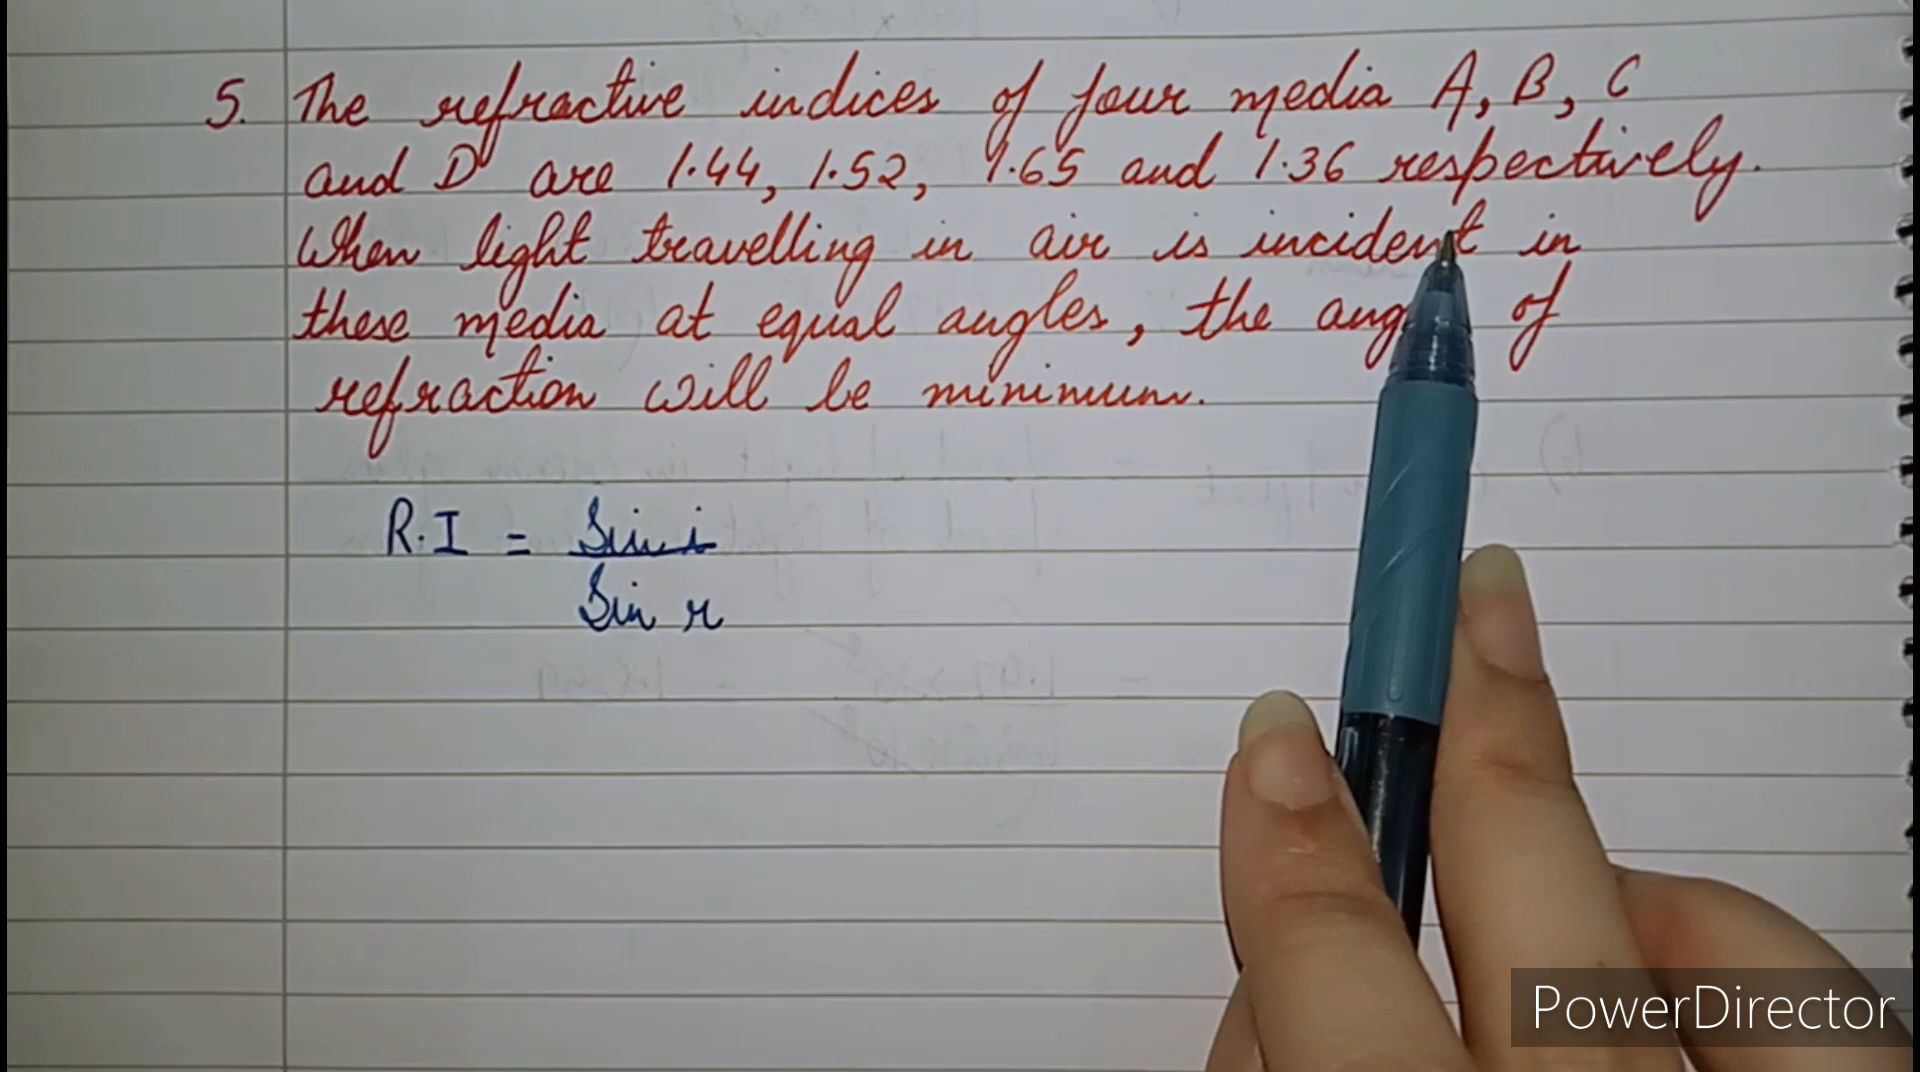 5. The refractive indices of four media A, B, C
and D are 1.44, 1.52, 1.65 and 1.36 respectively.
When light travelling in air is incident in
these media at equal angles, the ang of
refraction will be minimum.
R.I = Sin i
Sin r
PowerDirector